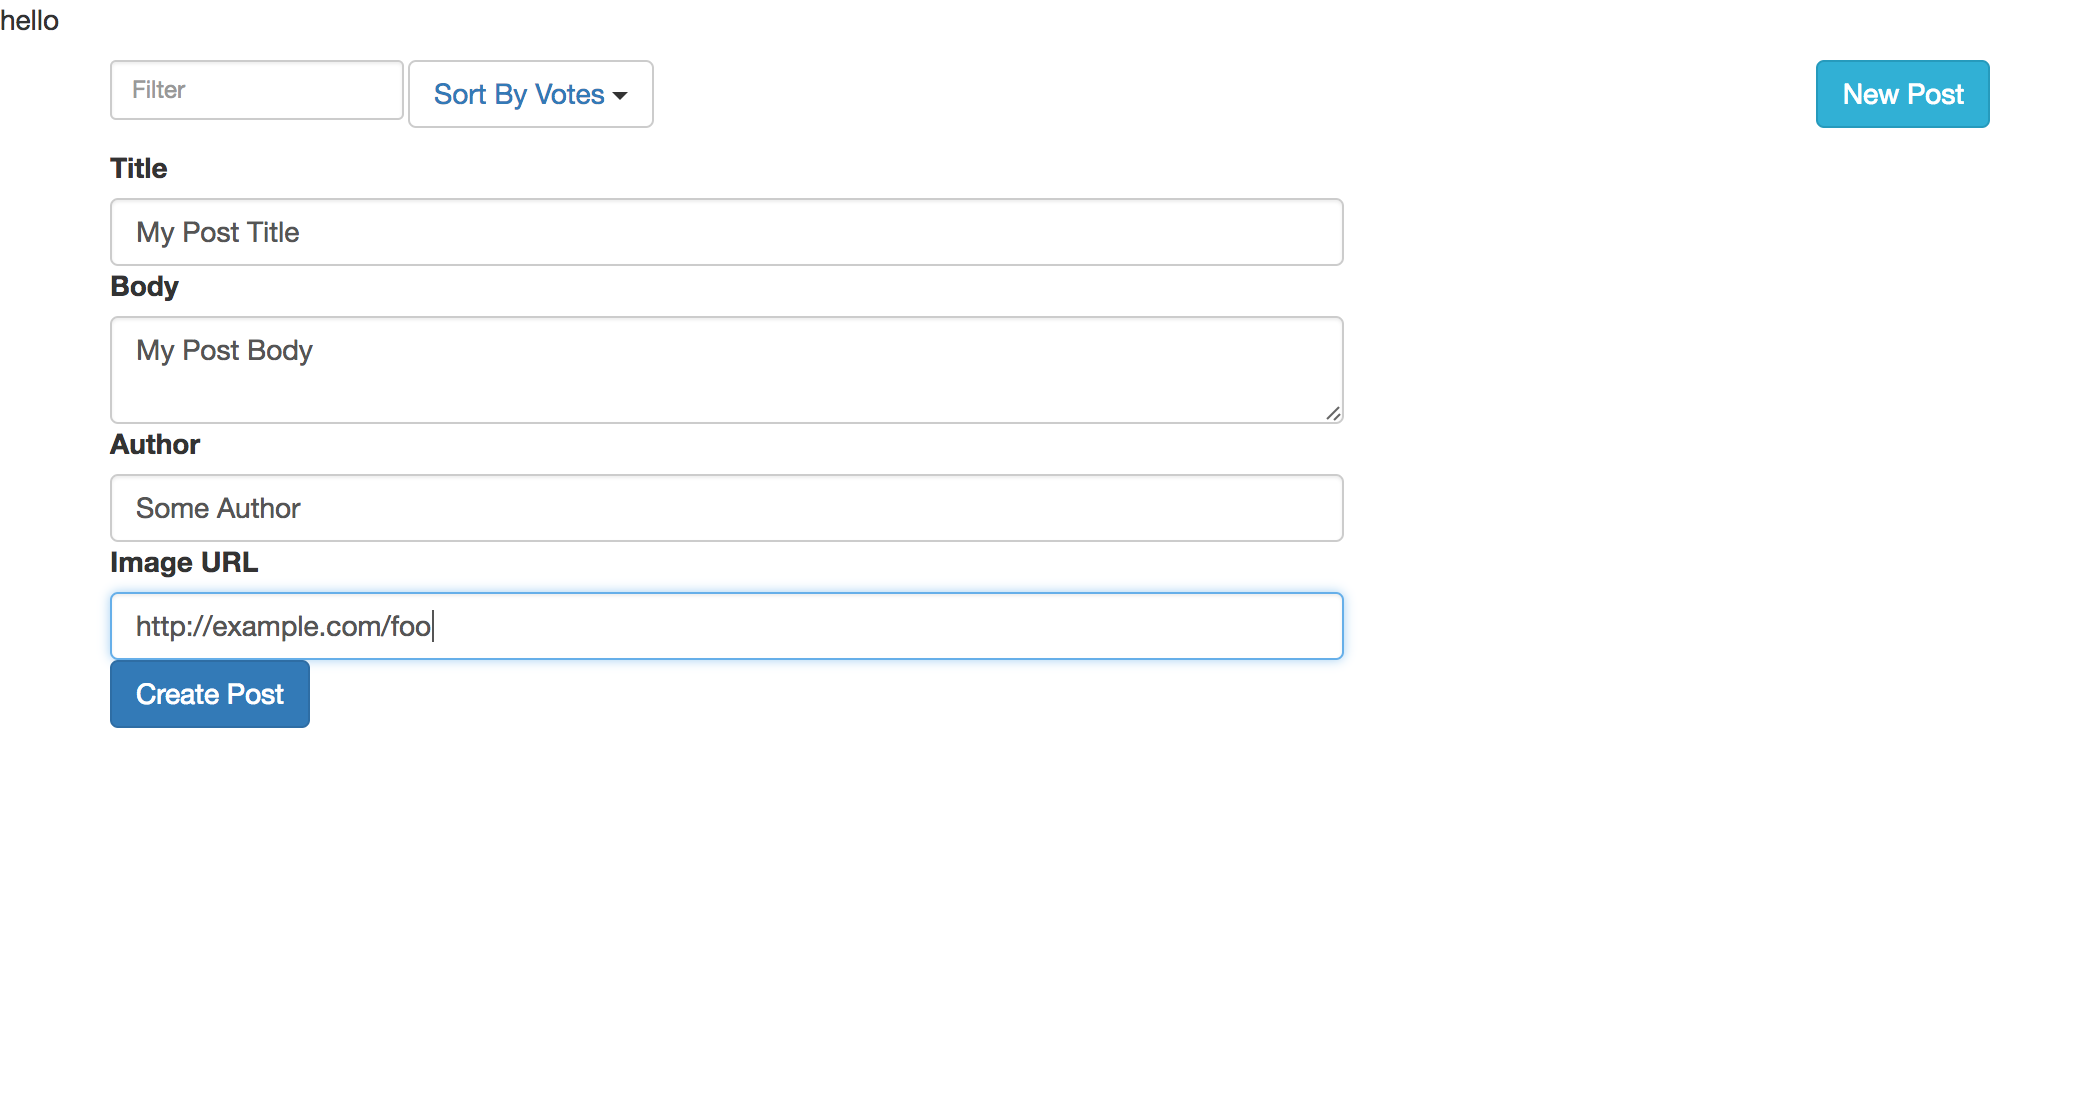 hello
Filter Sort By Votes New Post
Title
My Post Title
Body
My Post Body
Author
Some Author
Image URL
http://example.com/foo
Create Post